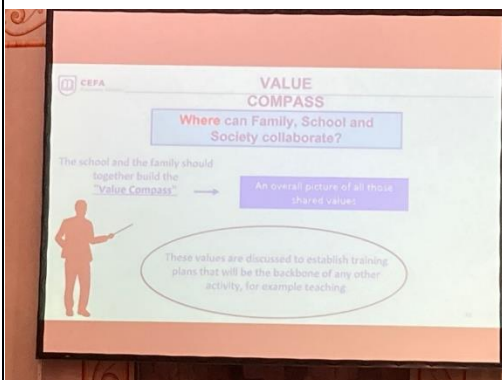 CEFA
VALUE
COMPASS
Where can Family, School and
Society collaborate?
The school and the family should
together build the
"Value Compass"
An overall picture of all those
shared values
These values are discussed to establish training
plans that will be the backbone of any other
activity, for example teaching.